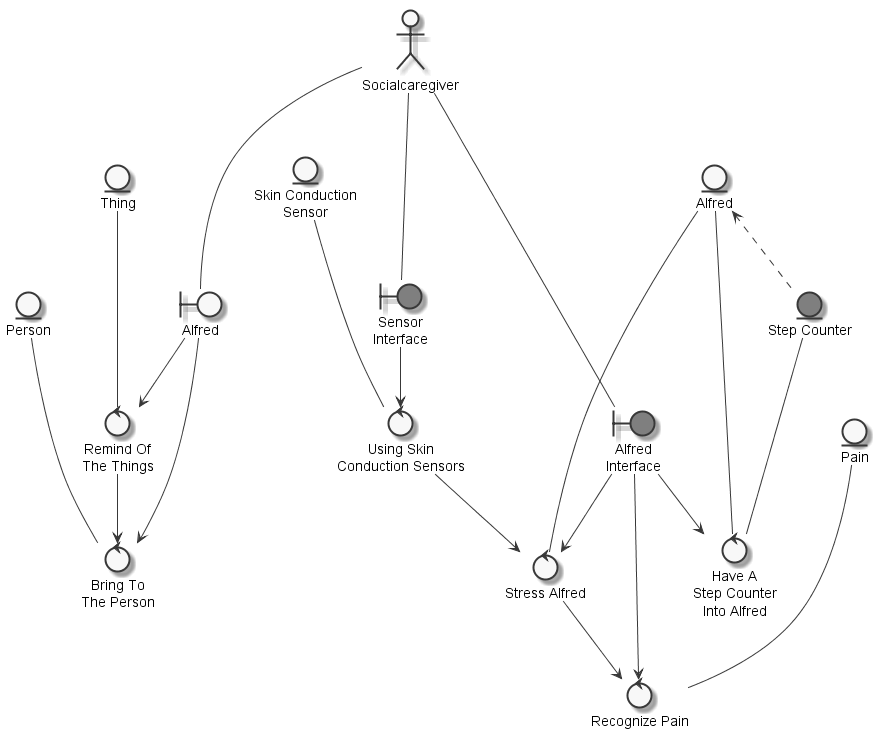 Socialcaregiver
Thing
Skin Conduction
Sensor
Alfred
Person
Alfred
Sensor
Interface
Step Counter
Remind Of
The Things
Using Skin
Conduction Sensors
Alfred
Interface
Pain
Bring To
The Person
Stress Alfred
Have A
Step Counter
Into Alfred
Recognize Pain